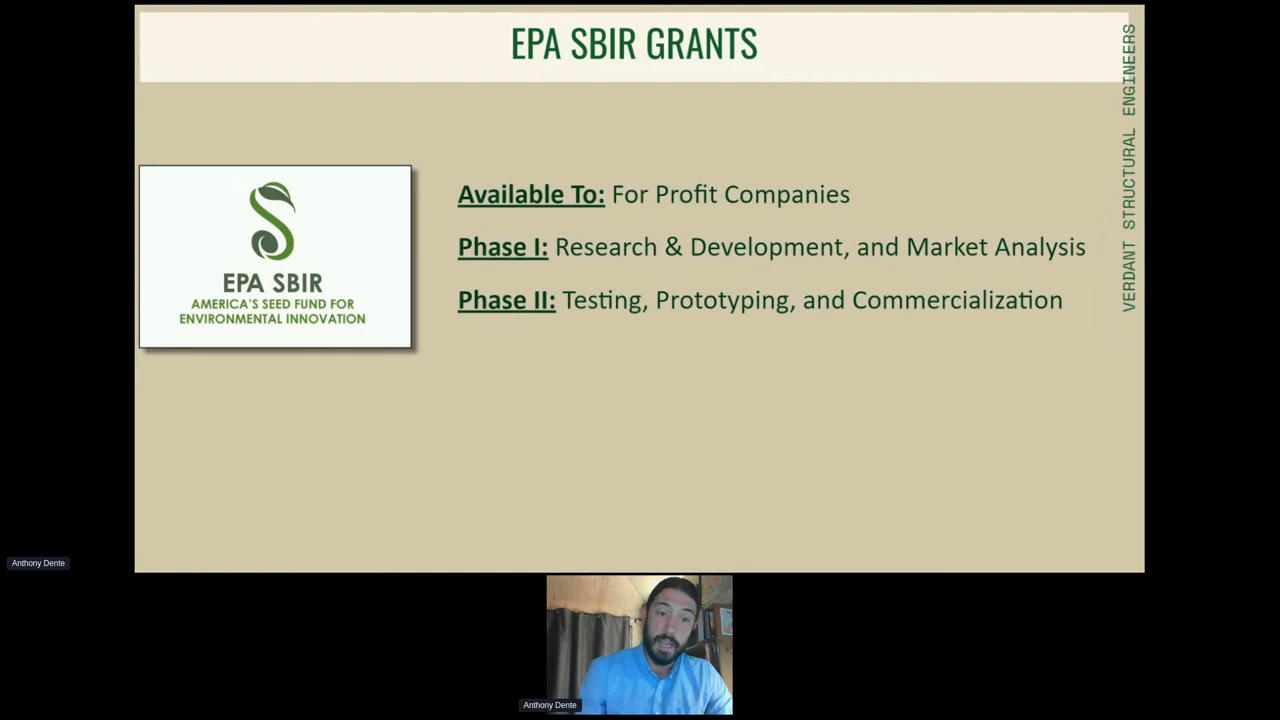 EPA SBIR GRANTS
VERDANT STRUCTURAL ENGINEERS
EPA SBIR
AMERICA'S SEED FUND FOR
ENVIRONMENTAL INNOVATION
Available To: For Profit Companies
Phase I: Research & Development, and Market Analysis
Phase II: Testing, Prototyping, and Commercialization
Anthony Dente
Anthony Dente